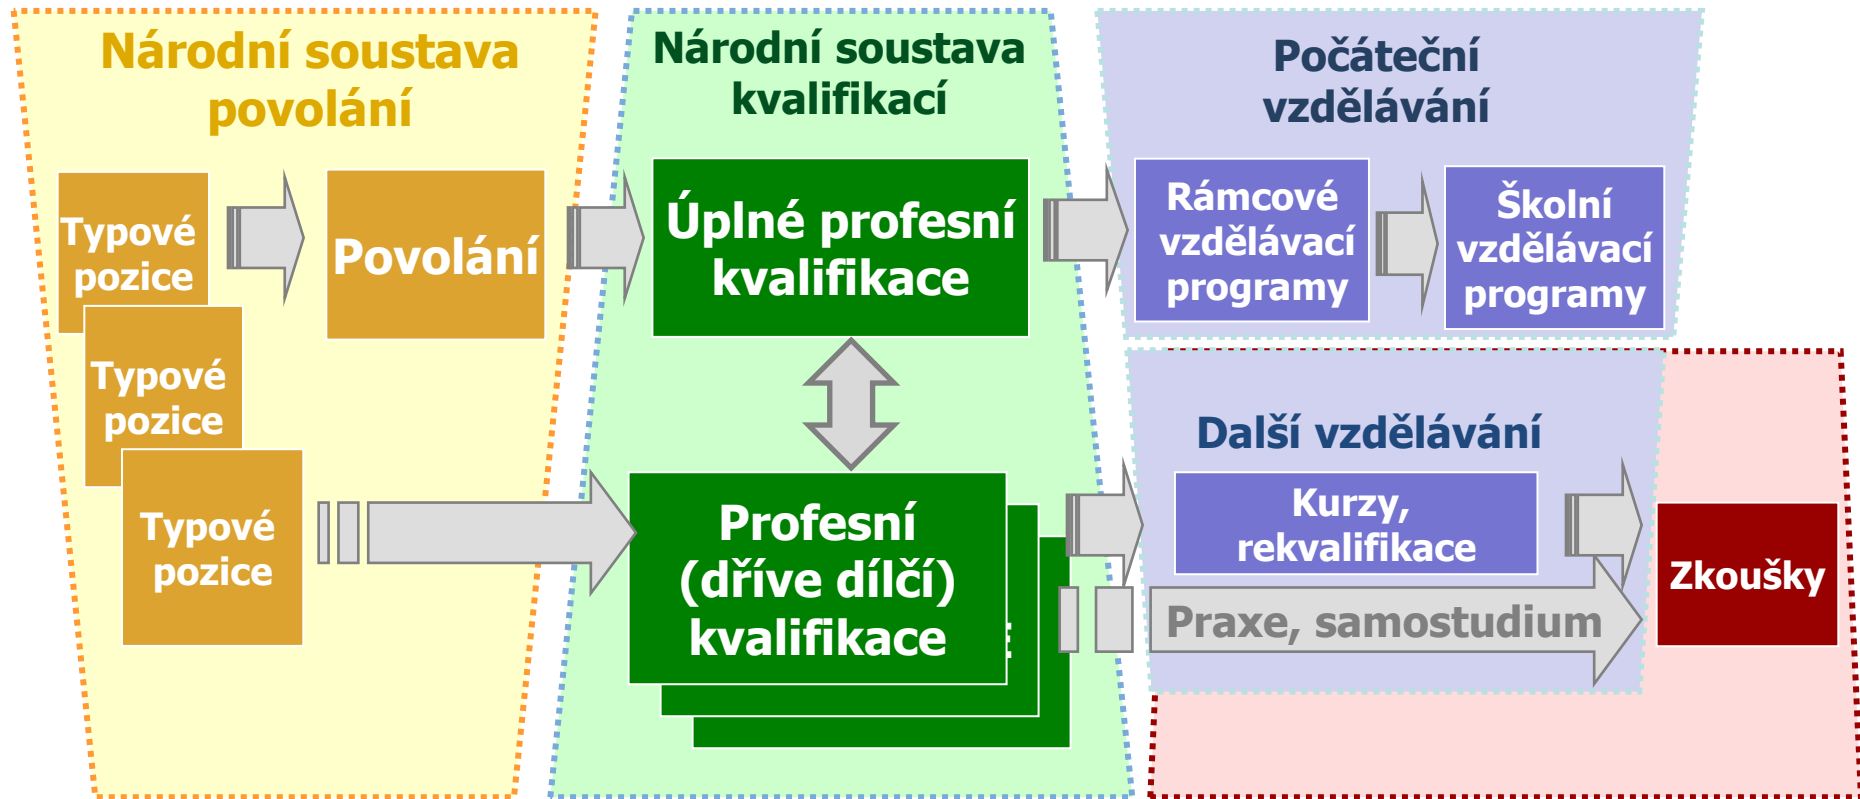 Národní soustava
povolání
Typové
pozice
Typové
pozice
Typové
pozice
Povolání
Národní soustava
kvalifikací
Úplné profesní
kvalifikace
Profesní
(dříve dílčí)
kvalifikace
Počáteční
vzdělávání
Rámcové
vzdělávací
programy
Školní
vzdělávací
programy
Další vzdělávání
Kurzy,
rekvalifikace
Praxe, samostudium
Zkoušky